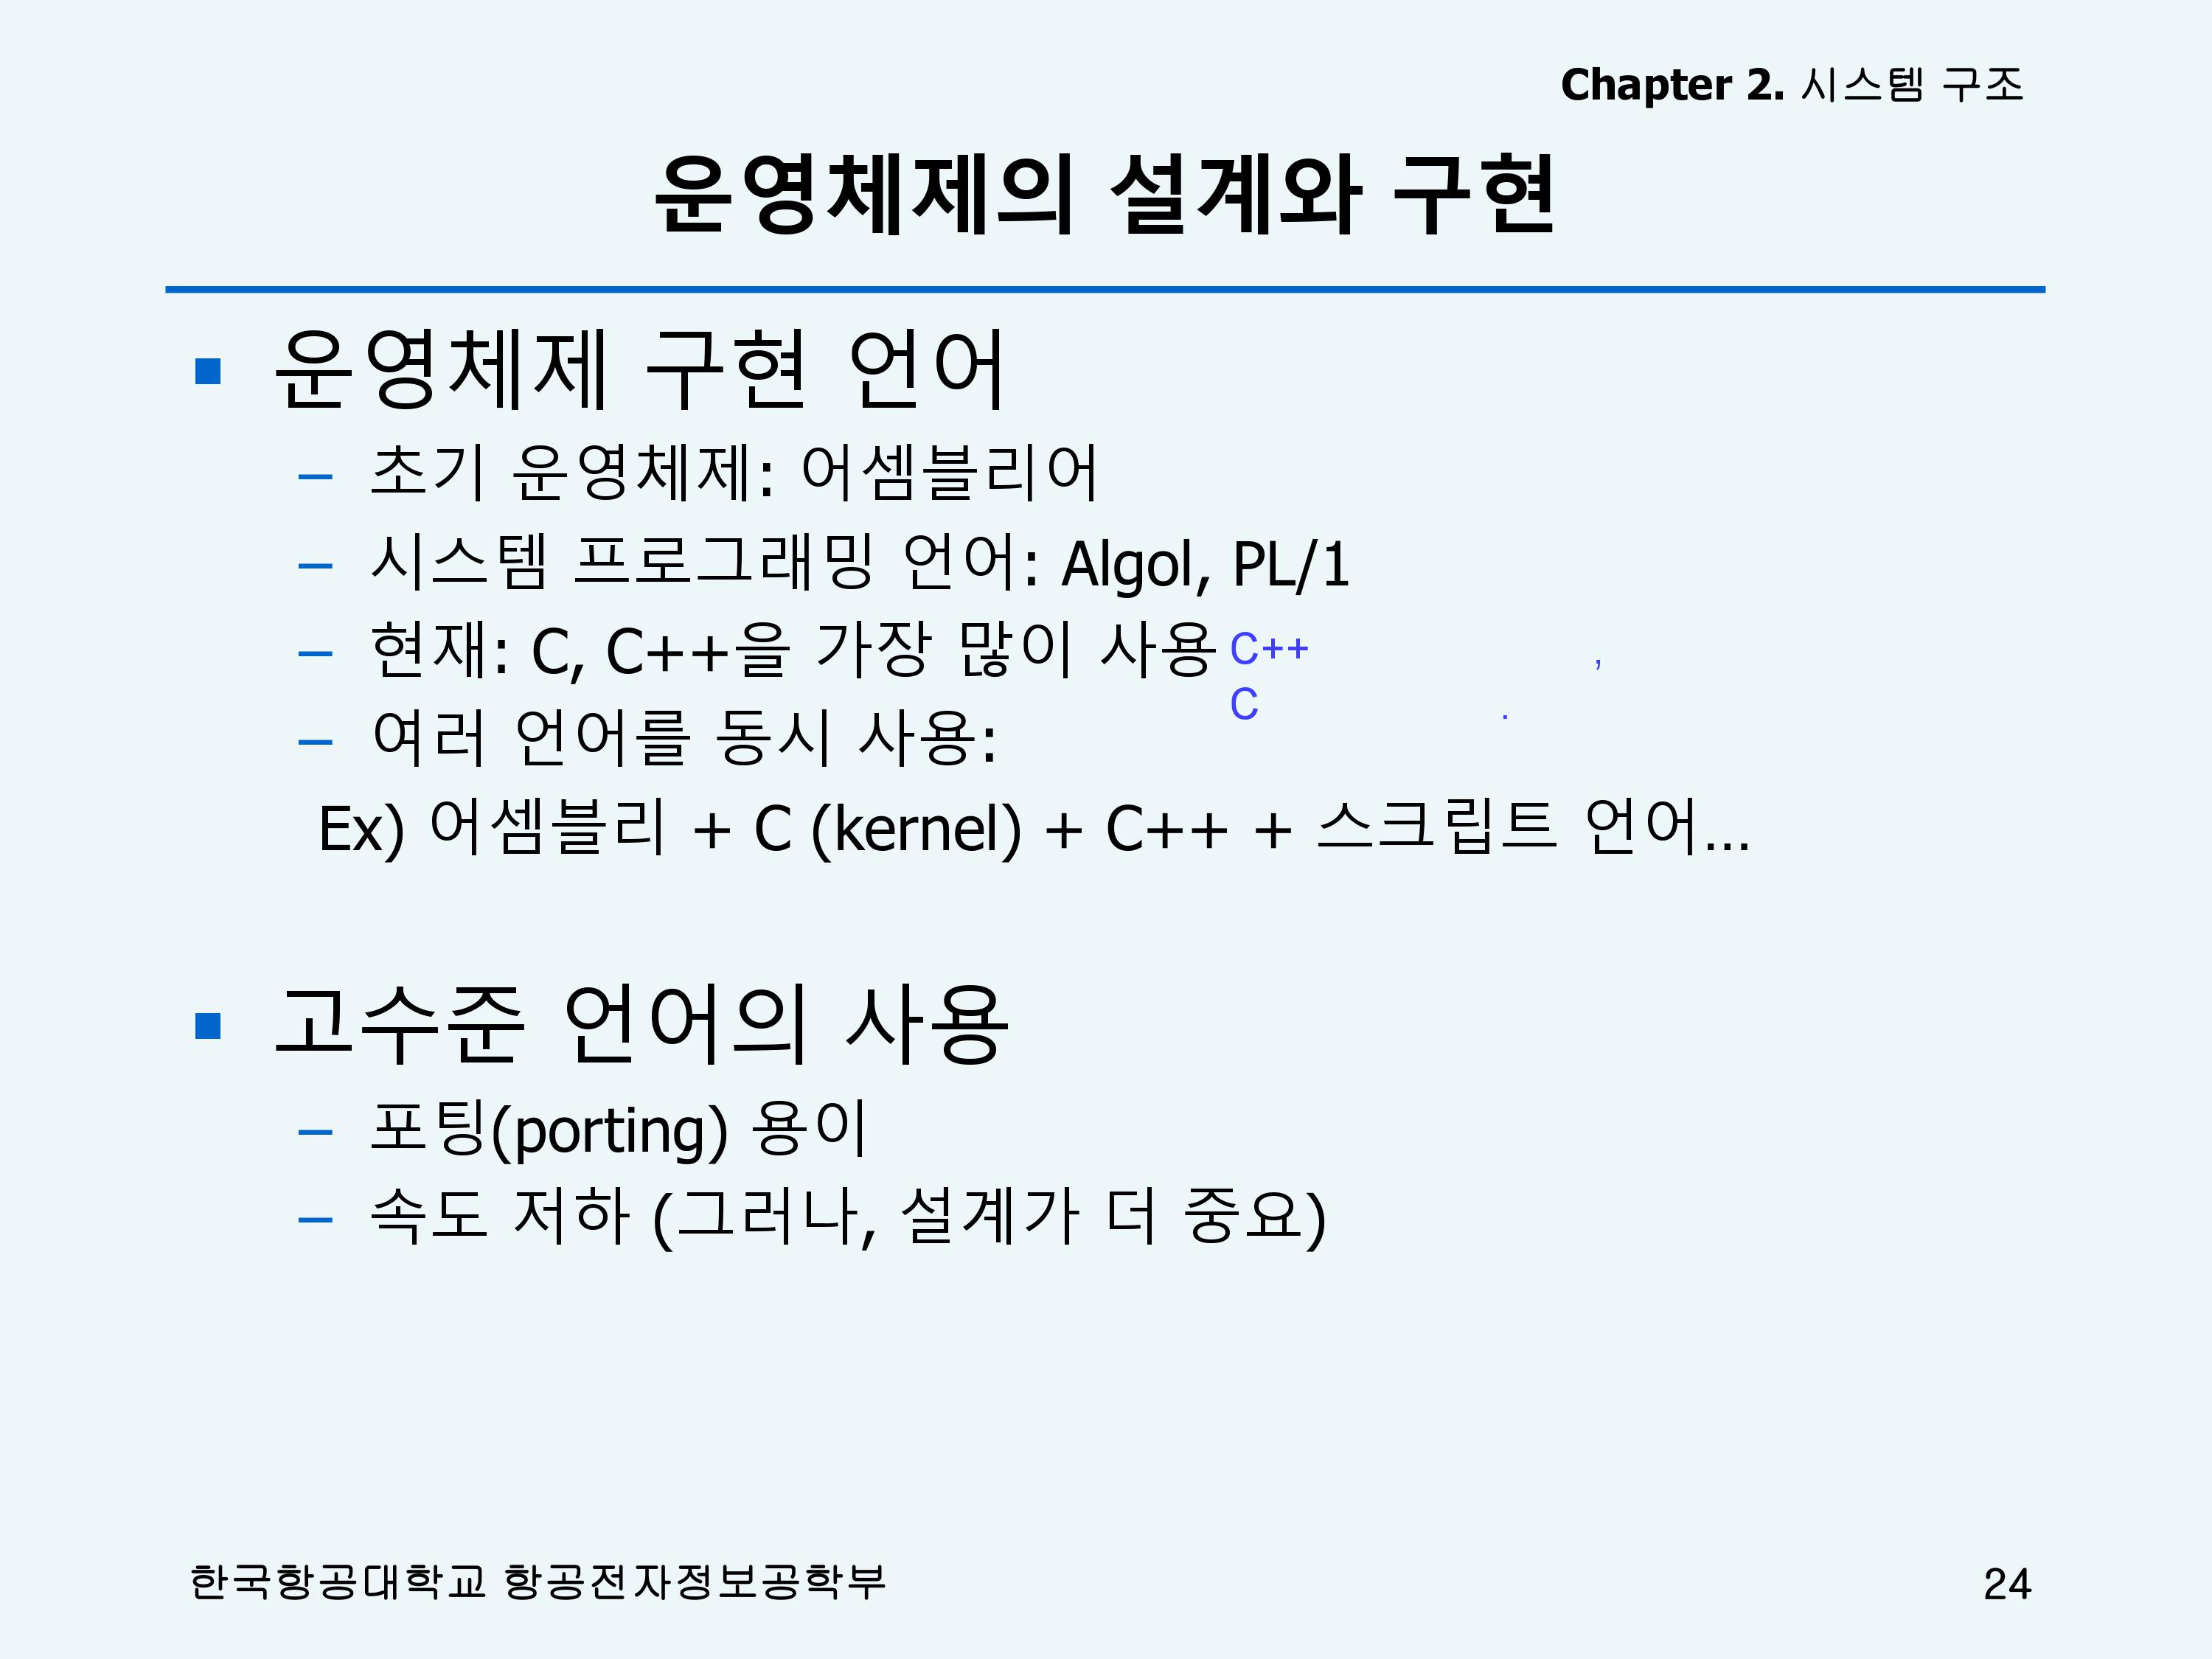 Chapter 2. 시스템 구조
운영체제의 설계와 구현
운영체제 구현 언어
– 초기 운영체제: 어셈블리어
– 시스템 프로그래밍 언어: Algol, PL/1
– 현재: C, C++을 가장 많이 사용 C++ ,
C .
– 여러 언어를 동시 사용:
Ex) 어셈블리 + C (kernel) + C++ + 스크립트 언어...
고수준 언어의 사용
– 포팅(porting) 용이
– 속도 저하 (그러나, 설계가 더 중요)
한국항공대학교 항공전자정보공학부
24